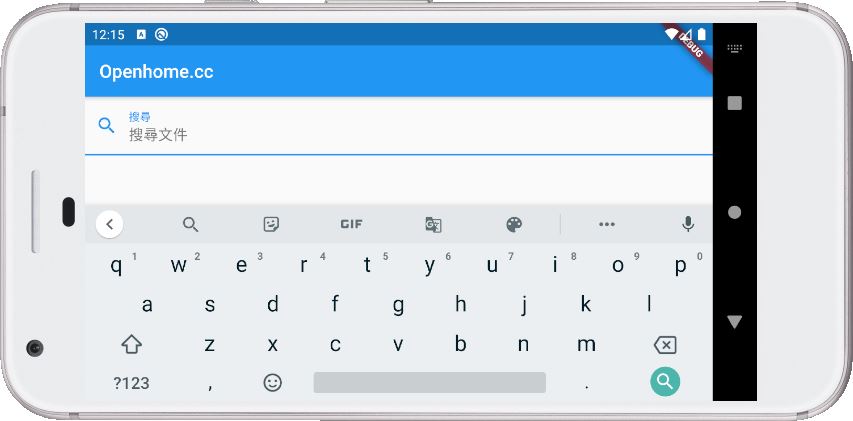 12:15
DEBUG
Openhome.cc
搜尋
搜尋文件
GIF
q 1 w 2 e 3 r 4 t 5 y 6 u 7 i 8 o 9 p 0
a s d f g h j k l
z x c v b n m
?123 , .